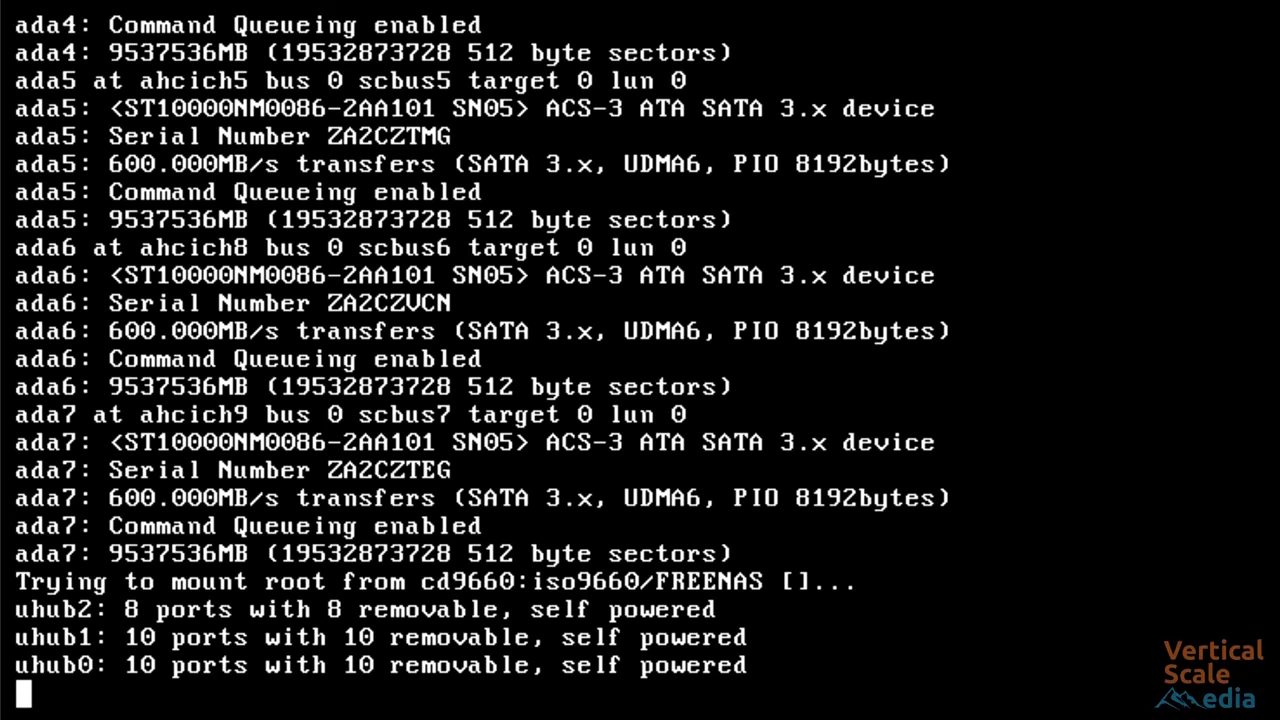 ada4: Command Queueing enabled
ada4: 9537536MB (19532873728 512 byte sectors)
ada5 at ahcich5 bus 0 scbus5 target 0 lun 0
ada5: <ST10000NM0086-2AA101 SN05> ACS-3 ATA SATA 3.x device
ada5: Serial Number ZA2CZTMG
ada5: 600.000MB/s transfers (SATA 3.x, UDMA6, PIO 8192bytes)
ada5: Command Queueing enabled
ada5: 9537536MB (19532873728 512 byte sectors)
ada6 at ahcich8 bus 0 scbus6 target 0 lun 0
ada6: <ST10000NM0086-2AA101 SN05> ACS-3 ATA SATA 3.x device
ada6: Serial Number ZA2CZVCN
ada6: 600.000MB/s transfers (SATA 3.x, UDMA6, PIO 8192bytes)
ada6: Command Queueing enabled
ada6: 9537536MB (19532873728 512 byte sectors)
ada7 at ahcich9 bus 0 scbus7 target 0 lun 0
ada7: <ST10000NM0086-2AA101 SN05> ACS-3 ATA SATA 3.x device
ada7: Serial Number ZA2CZTEG
ada7: 600.000MB/s transfers (SATA 3.x, UDMA6, PIO 8192bytes)
ada7: Command Queueing enabled
ada7: 9537536MB (19532873728 512 byte sectors)
Trying to mount root from cd9660:iso9660/FREENAS []...
uhub2: 8 ports with 8 removable, self powered
uhub1: 10 ports with 10 removable, self powered
uhub0: 10 ports with 10 removable, self powered
Vertical
Scale
Media